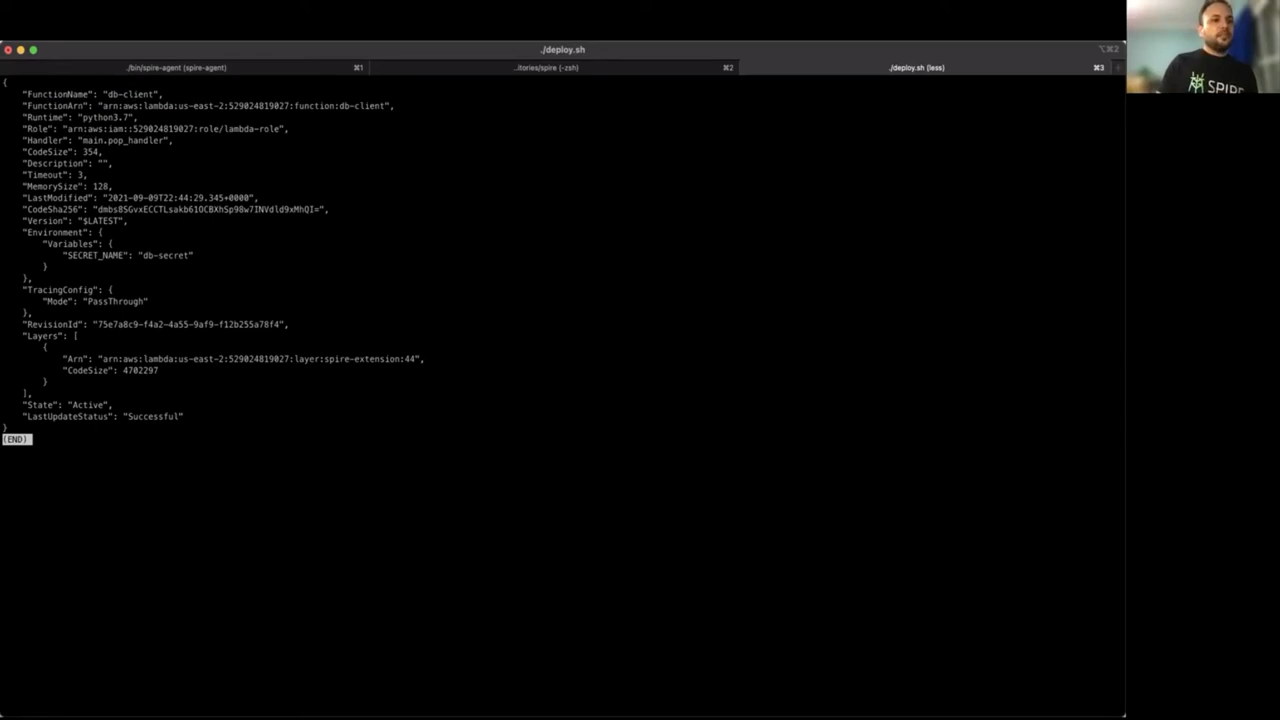 ./deploy.sh
⌥⌘2
./bin/spire-agent (spire-agent)
⌘1
..itories/spire (-zsh)
⌘2
./deploy.sh (less)
⌘3
+
{
    "FunctionName": "db-client",
    "FunctionArn": "arn:aws:lambda:us-east-2:529024819027:function:db-client",
    "Runtime": "python3.7",
    "Role": "arn:aws:iam::529024819027:role/lambda-role",
    "Handler": "main.pop_handler",
    "CodeSize": 354,
    "Description": "",
    "Timeout": 3,
    "MemorySize": 128,
    "LastModified": "2021-09-09T22:44:29.345+0000",
    "CodeSha256": "dmbs8SGvxECCTLsakb61OCBXhSp98w7INVdld9xMhQI=",
    "Version": "$LATEST",
    "Environment": {
        "Variables": {
            "SECRET_NAME": "db-secret"
        }
    },
    "TracingConfig": {
        "Mode": "PassThrough"
    },
    "RevisionId": "75e7a8c9-f4a2-4a55-9af9-f12b255a78f4",
    "Layers": [
        {
            "Arn": "arn:aws:lambda:us-east-2:529024819027:layer:spire-extension:44",
            "CodeSize": 4702297
        }
    ],
    "State": "Active",
    "LastUpdateStatus": "Successful"
}
(END)
SPIRE